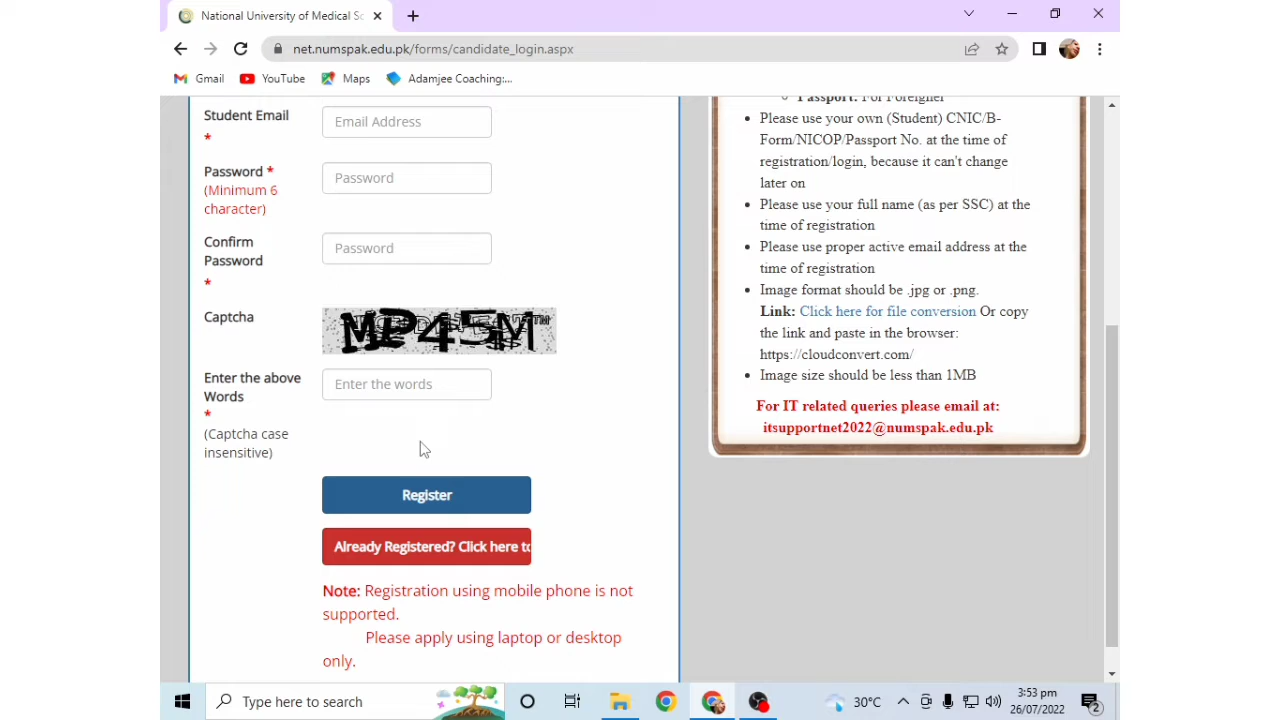 National University of Medical Sc
net.numspak.edu.pk/forms/candidate_login.aspx
Gmail
YouTube
Maps
Adamjee Coaching:...
Student Email
*
Email Address
Password *
(Minimum 6
character)
Password
Confirm
Password
*
Password
Captcha
MP45M
Enter the above
Words
*
(Captcha case
insensitive)
Enter the words
Register
Already Registered? Click here to
Note: Registration using mobile phone is not
supported.
Please apply using laptop or desktop
only.
Passport: For Foreigner
Please use your own (Student) CNIC/B-
Form/NICOP/Passport No. at the time of
registration/login, because it can't change
later on
Please use your full name (as per SSC) at the
time of registration
Please use proper active email address at the
time of registration
Image format should be .jpg or .png.
Link: Click here for file conversion Or copy
the link and paste in the browser:
https://cloudconvert.com/
Image size should be less than 1MB
For IT related queries please email at:
itsupportnet2022@numspak.edu.pk
Type here to search
30°C
3:53 pm
26/07/2022
2